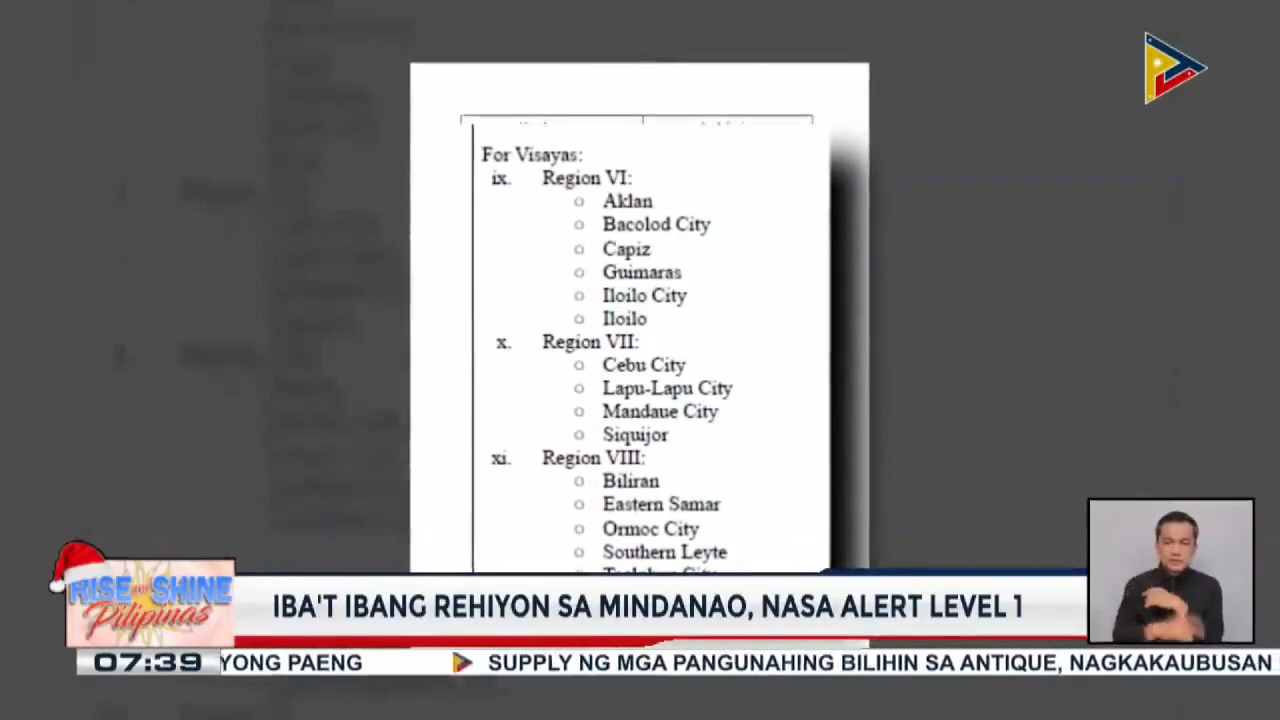 For Visayas:
ix. Region VI:
o Aklan
o Bacolod City
o Capiz
o Guimaras
o Iloilo City
o Iloilo
x. Region VII:
o Cebu City
o Lapu-Lapu City
o Mandaue City
o Siquijor
xi. Region VIII:
o Biliran
o Eastern Samar
o Ormoc City
o Southern Leyte
RISE AND SHINE
Pilipinas
IBA'T IBANG REHIYON SA MINDANAO, NASA ALERT LEVEL 1
07:39
YONG PAENG SUPPLY NG MGA PANGUNAHING BILIHIN SA ANTIQUE, NAGKAKAUBUSAN